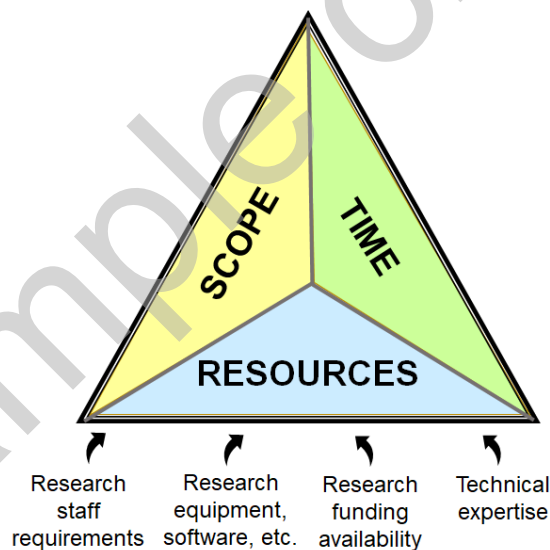 SCOPE
TIME
RESOURCES
Research
staff
requirements
Research
equipment,
software, etc.
Research
funding
availability
Technical
expertise